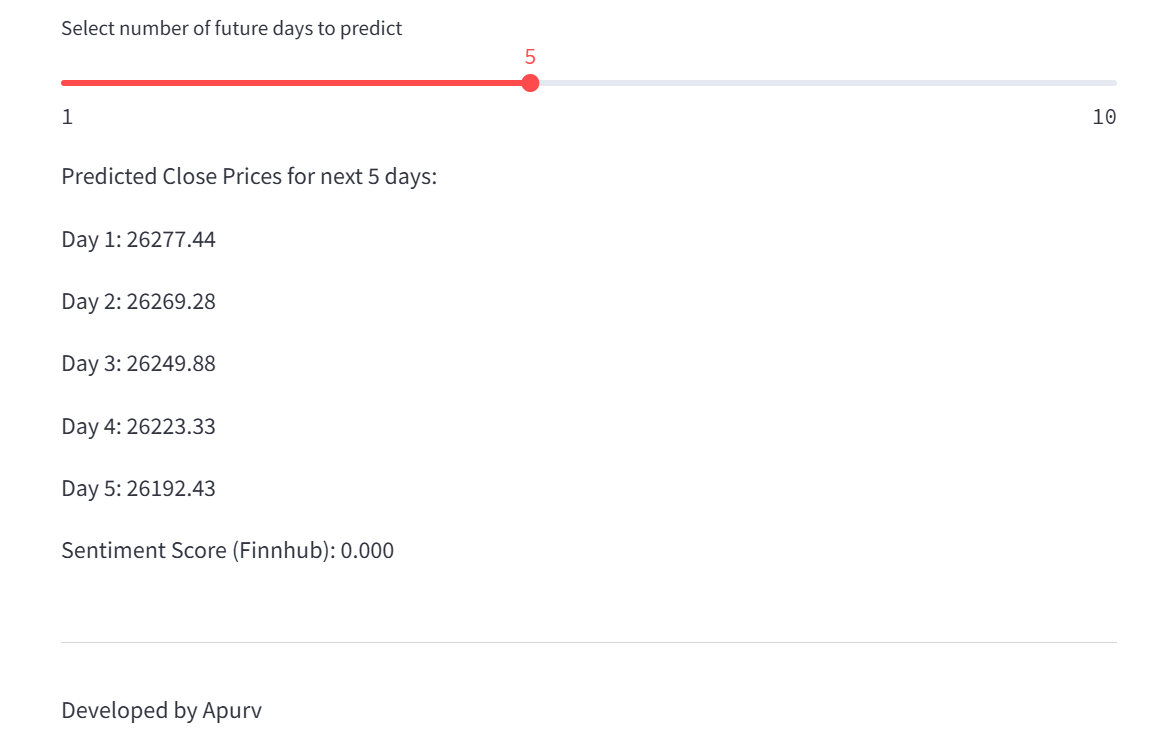 Select number of future days to predict
5
1 10
Predicted Close Prices for next 5 days:
Day 1: 26277.44
Day 2: 26269.28
Day 3: 26249.88
Day 4: 26223.33
Day 5: 26192.43
Sentiment Score (Finnhub): 0.000
Developed by Apurv